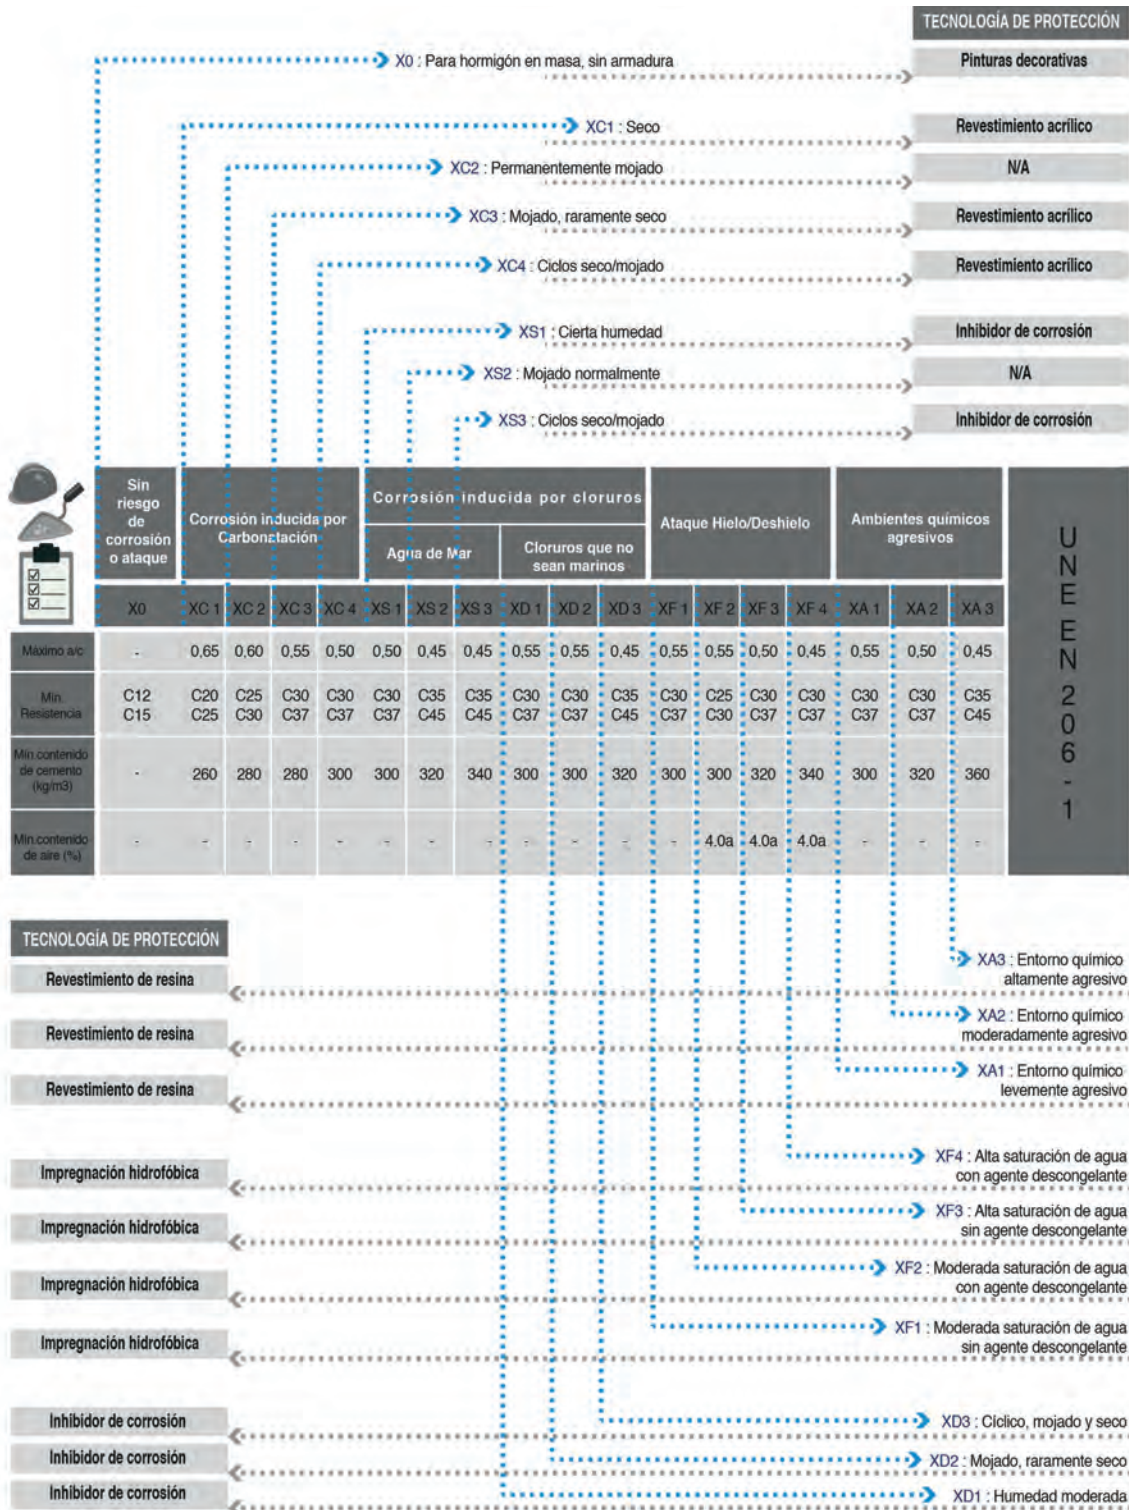 TECNOLOGÍA DE PROTECCIÓN
X0 : Para hormigón en masa, sin armadura
Pinturas decorativas
XC1 : Seco
Revestimiento acrílico
XC2 : Permanentemente mojado
N/A
XC3 : Mojado, raramente seco
Revestimiento acrílico
XC4 : Ciclos seco/mojado
Revestimiento acrílico
XS1 : Cierta humedad
Inhibidor de corrosión
XS2 : Mojado normalmente
N/A
XS3 : Ciclos seco/mojado
Inhibidor de corrosión
Sin
riesgo
de
corrosión
o ataque
Corrosión inducida por
Carbonatación
Corrosión inducida por cloruros
Agua de Mar
Cloruros que no
sean marinos
Ataque Hielo/Deshielo
Ambientes químicos
agresivos
UNE EN 206-1
X0 XC 1 XC 2 XC 3 XC 4 XS 1 XS 2 XS 3 XD 1 XD 2 XD 3 XF 1 XF 2 XF 3 XF 4 XA 1 XA 2 XA 3
Máximo a/c - 0,65 0,60 0,55 0,50 0,50 0,45 0,45 0,55 0,55 0,45 0,55 0,55 0,50 0,45 0,55 0,50 0,45
Min. C12 C20 C25 C30 C30 C30 C35 C35 C30 C30 C35 C30 C25 C30 C30 C30 C30 C35
Resistencia C15 C25 C30 C37 C37 C37 C45 C45 C37 C37 C45 C37 C30 C37 C37 C37 C37 C45
Min.contenido
de cemento - 260 280 280 300 300 320 340 300 300 320 300 300 320 340 300 320 360
(kg/m3)
Min.contenido
de aire (%) - - - - - - - - - - - - 4.0a 4.0a 4.0a - - -
TECNOLOGÍA DE PROTECCIÓN
XA3 : Entorno químico
altamente agresivo
Revestimiento de resina
XA2 : Entorno químico
moderadamente agresivo
Revestimiento de resina
XA1 : Entorno químico
levemente agresivo
Revestimiento de resina
XF4 : Alta saturación de agua
con agente descongelante
Impregnación hidrofóbica
XF3 : Alta saturación de agua
sin agente descongelante
Impregnación hidrofóbica
XF2 : Moderada saturación de agua
con agente descongelante
Impregnación hidrofóbica
XF1 : Moderada saturación de agua
sin agente descongelante
Impregnación hidrofóbica
XD3 : Cíclico, mojado y seco
Inhibidor de corrosión
XD2 : Mojado, raramente seco
Inhibidor de corrosión
XD1 : Humedad moderada
Inhibidor de corrosión